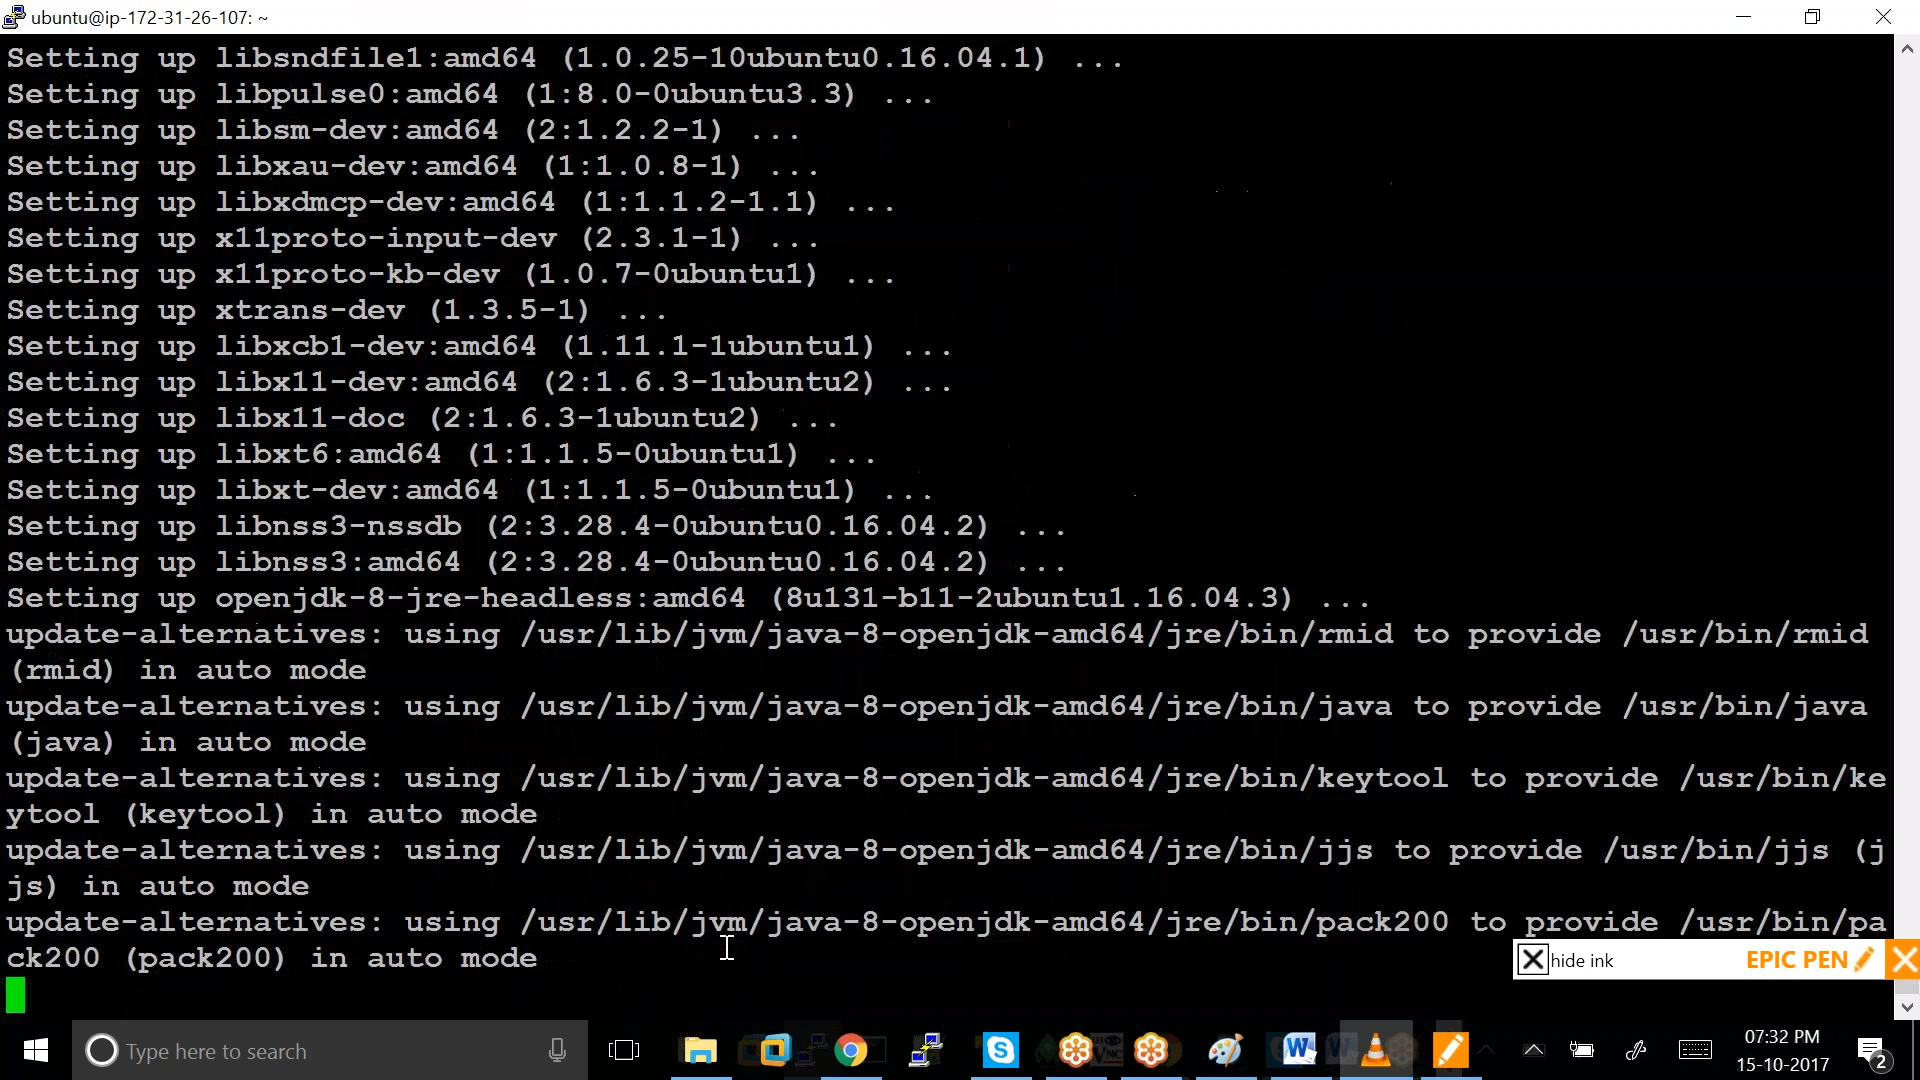 ubuntu@ip-172-31-26-107: ~
Setting up libsndfile1:amd64 (1.0.25-10ubuntu0.16.04.1) ...
Setting up libpulse0:amd64 (1:8.0-0ubuntu3.3) ...
Setting up libsm-dev:amd64 (2:1.2.2-1) ...
Setting up libxau-dev:amd64 (1:1.0.8-1) ...
Setting up libxdmcp-dev:amd64 (1:1.1.2-1.1) ...
Setting up x11proto-input-dev (2.3.1-1) ...
Setting up x11proto-kb-dev (1.0.7-0ubuntu1) ...
Setting up xtrans-dev (1.3.5-1) ...
Setting up libxcb1-dev:amd64 (1.11.1-1ubuntu1) ...
Setting up libx11-dev:amd64 (2:1.6.3-1ubuntu2) ...
Setting up libx11-doc (2:1.6.3-1ubuntu2) ...
Setting up libxt6:amd64 (1:1.1.5-0ubuntu1) ...
Setting up libxt-dev:amd64 (1:1.1.5-0ubuntu1) ...
Setting up libnss3-nssdb (2:3.28.4-0ubuntu0.16.04.2) ...
Setting up libnss3:amd64 (2:3.28.4-0ubuntu0.16.04.2) ...
Setting up openjdk-8-jre-headless:amd64 (8u131-b11-2ubuntu1.16.04.3) ...
update-alternatives: using /usr/lib/jvm/java-8-openjdk-amd64/jre/bin/rmid to provide /usr/bin/rmid
(rmid) in auto mode
update-alternatives: using /usr/lib/jvm/java-8-openjdk-amd64/jre/bin/java to provide /usr/bin/java
(java) in auto mode
update-alternatives: using /usr/lib/jvm/java-8-openjdk-amd64/jre/bin/keytool to provide /usr/bin/ke
ytool (keytool) in auto mode
update-alternatives: using /usr/lib/jvm/java-8-openjdk-amd64/jre/bin/jjs to provide /usr/bin/jjs (j
js) in auto mode
update-alternatives: using /usr/lib/jvm/java-8-openjdk-amd64/jre/bin/pack200 to provide /usr/bin/pa
ck200 (pack200) in auto mode
hide ink EPIC PEN
Type here to search
07:32 PM
15-10-2017
2